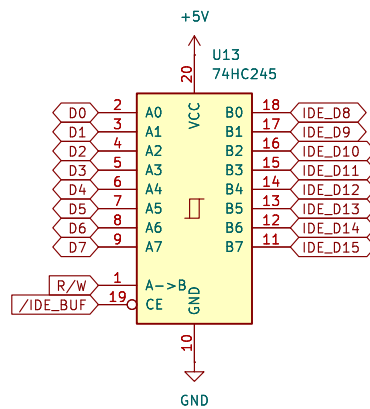 +5V
U13
74HC245
20
VCC
D0 2 A0 B0 18 IDE_D8
D1 3 A1 B1 17 IDE_D9
D2 4 A2 B2 16 IDE_D10
D3 5 A3 B3 15 IDE_D11
D4 6 A4 B4 14 IDE_D12
D5 7 A5 B5 13 IDE_D13
D6 8 A6 B6 12 IDE_D14
D7 9 A7 B7 11 IDE_D15
R/W 1 A->B
/IDE_BUF 19 CE
GND
10
GND